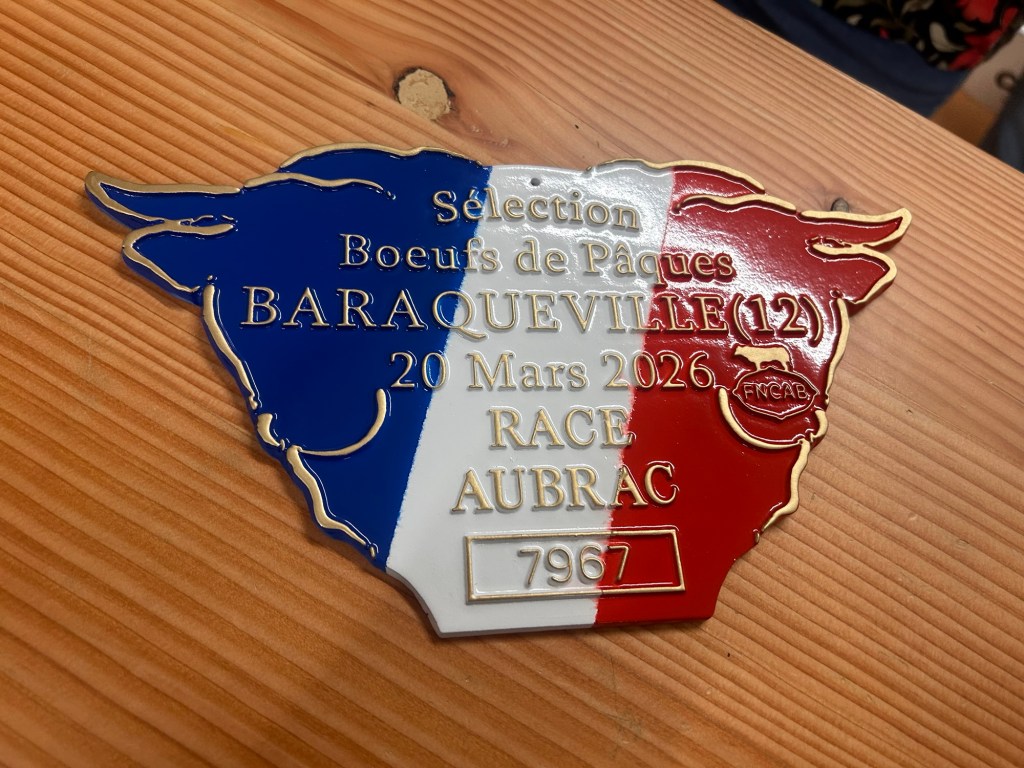 Sélection
Boeufs de Pâques
BARAQUEVILLE(12)
20 Mars 2026
FNCAB
RACE
AUBRAC
7967